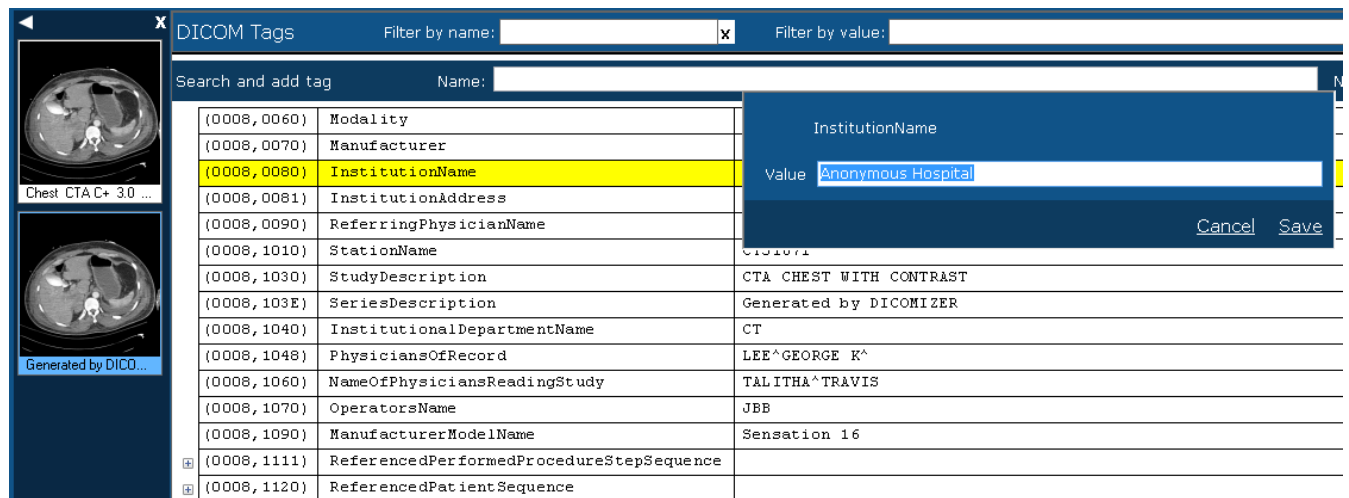 X
DICOM Tags Filter by name: x Filter by value:
Search and add tag Name: N
Chest CTA C+ 3.0 ...
Generated by DICO...
(0008,0060) Modality
(0008,0070) Manufacturer
(0008,0080) InstitutionName
(0008,0081) InstitutionAddress
(0008,0090) ReferringPhysicianName
(0008,1010) StationName
(0008,1030) StudyDescription CTA CHEST WITH CONTRAST
(0008,103E) SeriesDescription Generated by DICOMIZER
(0008,1040) InstitutionalDepartmentName CT
(0008,1048) PhysiciansOfRecord LEE^GEORGE K^
(0008,1060) NameOfPhysiciansReadingStudy TALITHA^TRAVIS
(0008,1070) OperatorsName JBB
(0008,1090) ManufacturerModelName Sensation 16
(0008,1111) ReferencedPerformedProcedureStepSequence
(0008,1120) ReferencedPatientSequence
InstitutionName
Value Anonymous Hospital
Cancel Save